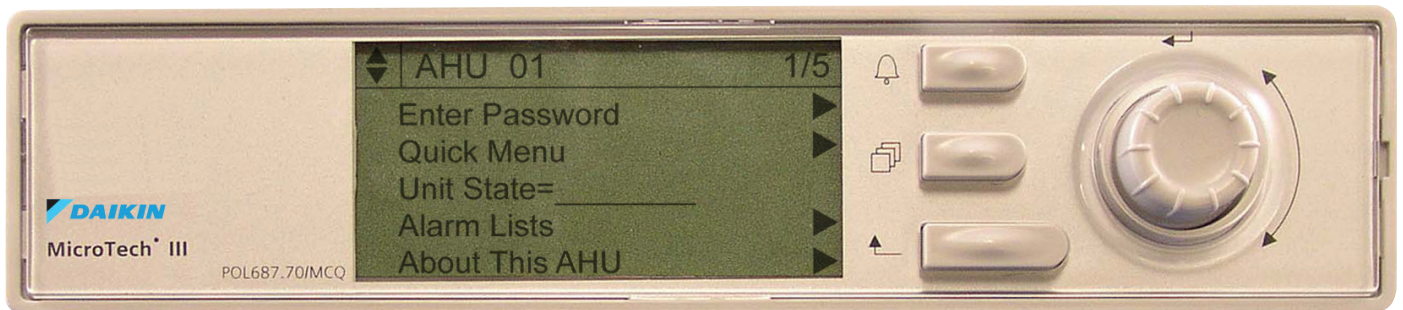 AHU 01 1/5
Enter Password
Quick Menu
Unit State=________
Alarm Lists
About This AHU
DAIKIN
MicroTech® III
POL687.70/MCQ